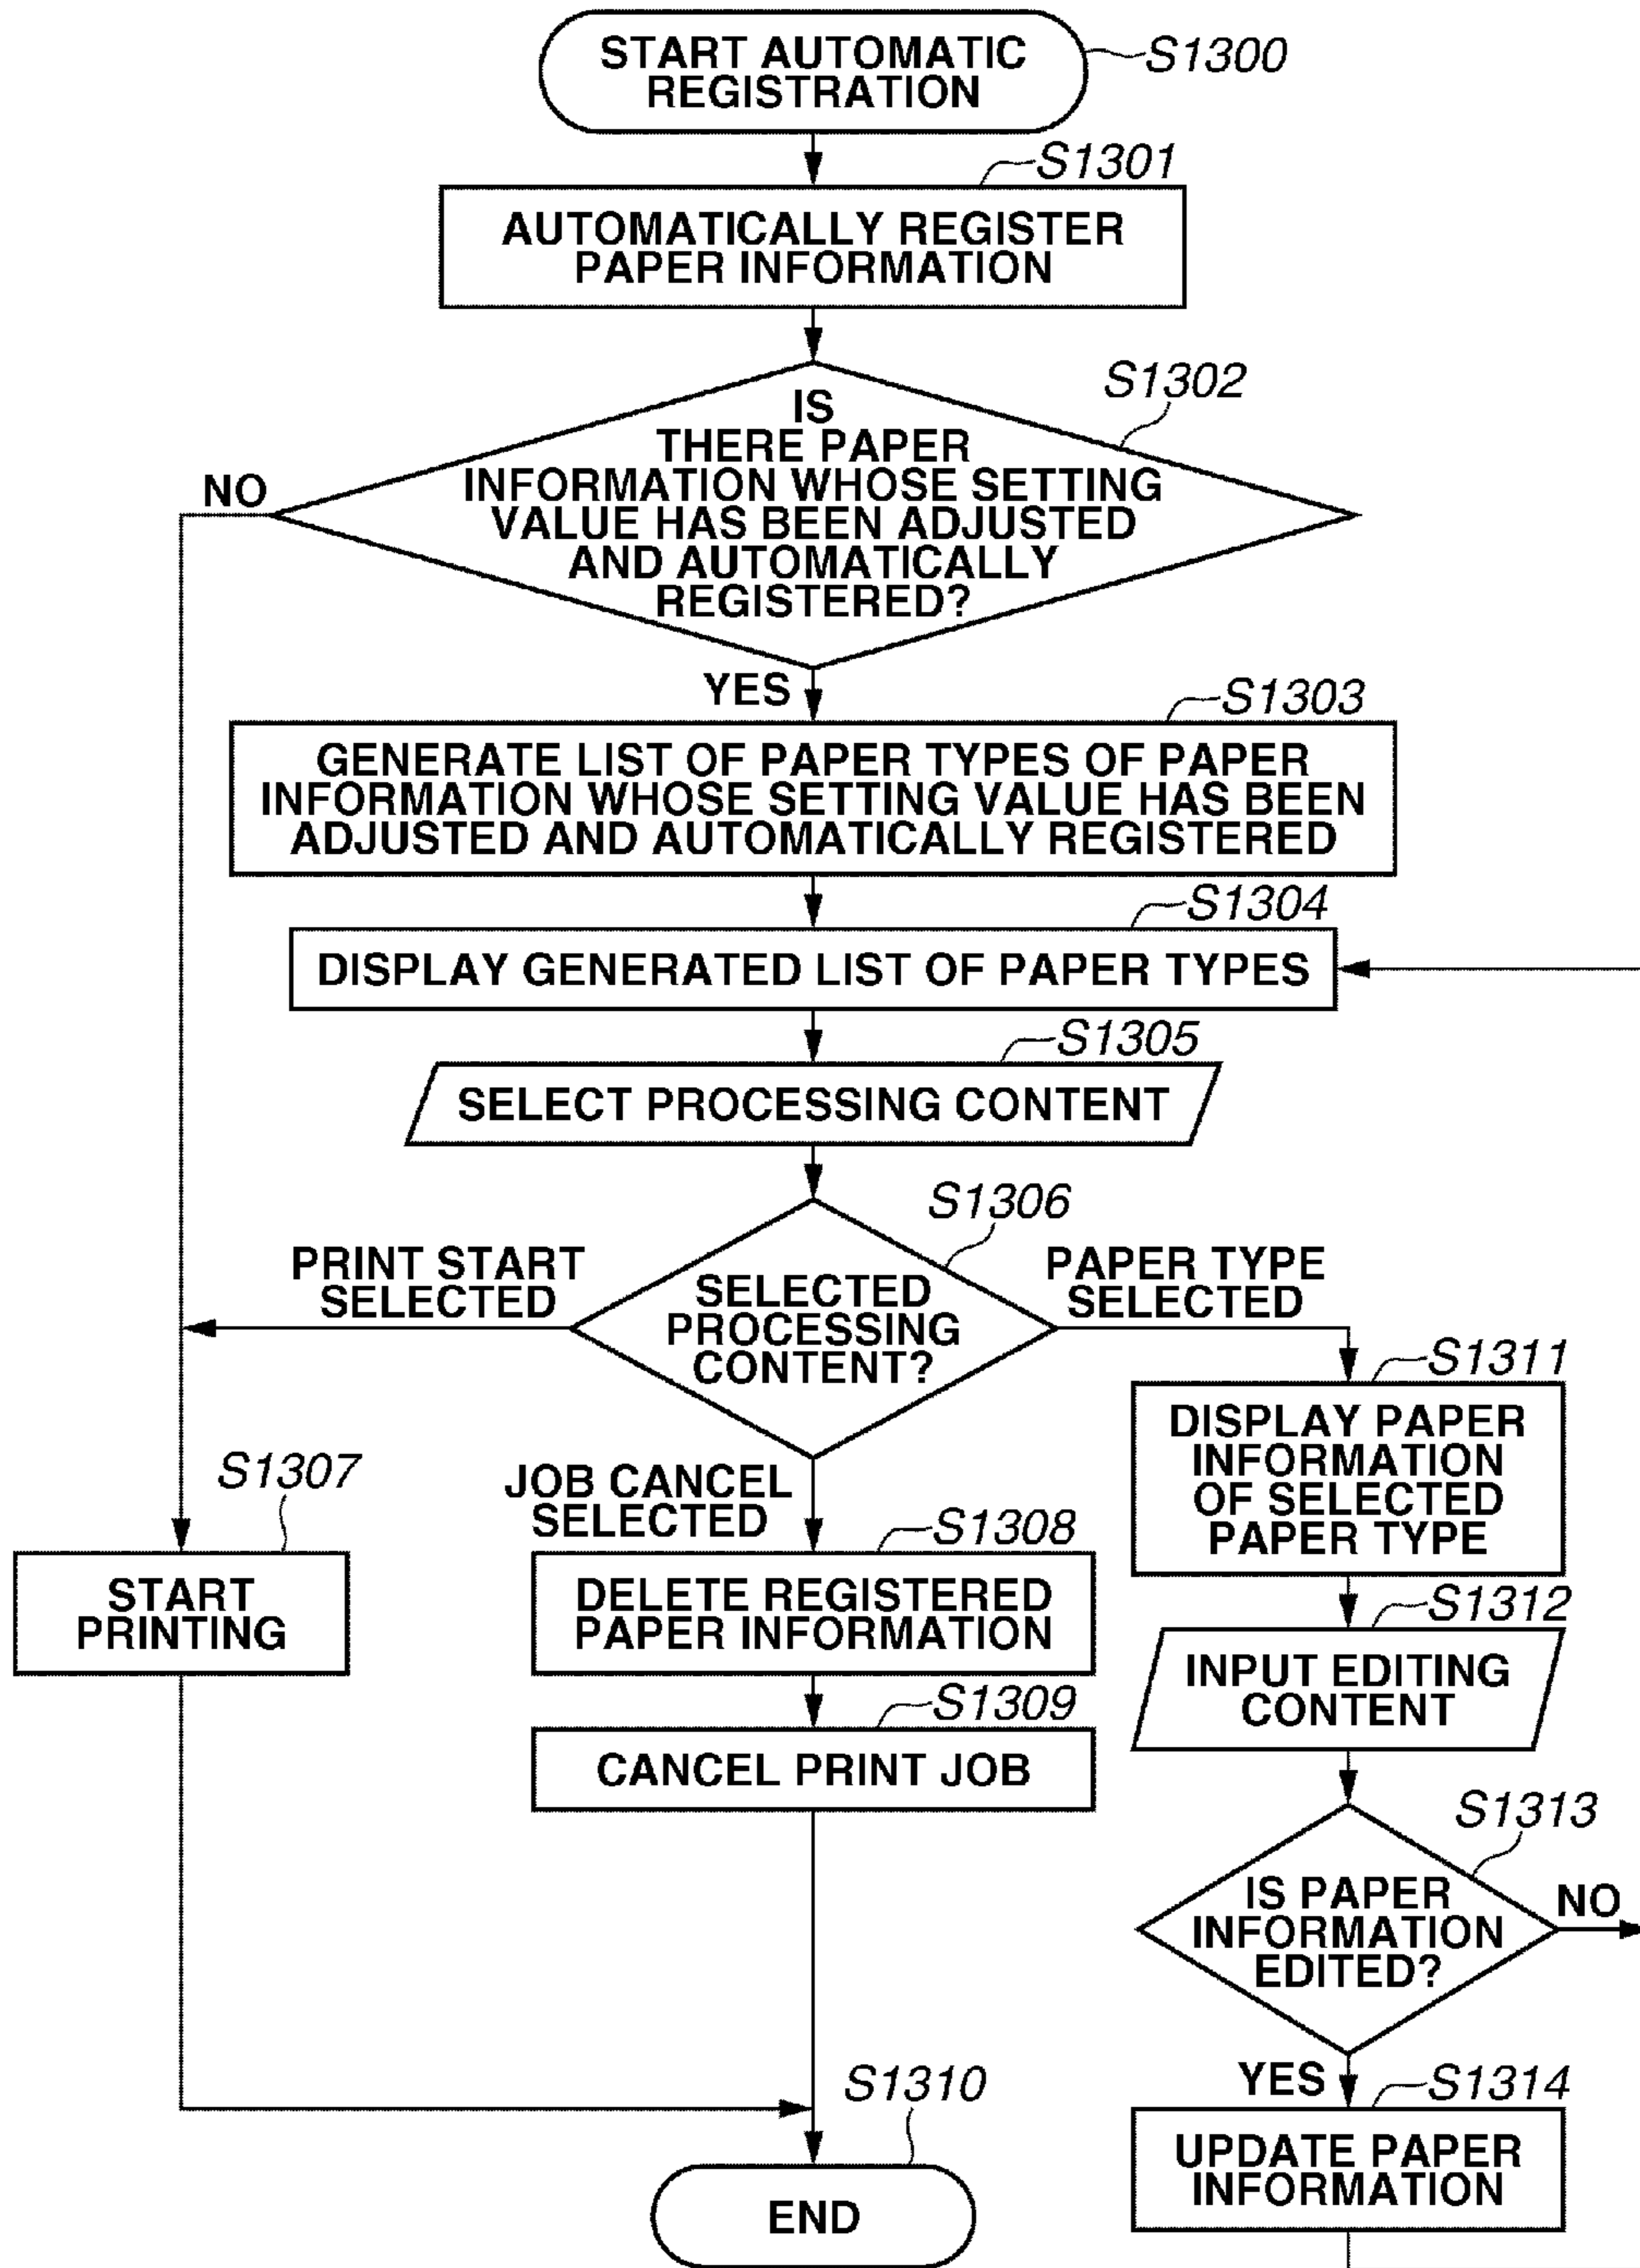 START AUTOMATIC
REGISTRATION
S1300
S1301
AUTOMATICALLY REGISTER
PAPER INFORMATION
S1302
IS
THERE PAPER
INFORMATION WHOSE SETTING
VALUE HAS BEEN ADJUSTED
AND AUTOMATICALLY
REGISTERED?
NO
YES
S1303
GENERATE LIST OF PAPER TYPES OF PAPER
INFORMATION WHOSE SETTING VALUE HAS BEEN
ADJUSTED AND AUTOMATICALLY REGISTERED
S1304
DISPLAY GENERATED LIST OF PAPER TYPES
S1305
SELECT PROCESSING CONTENT
S1306
SELECTED
PROCESSING
CONTENT?
PRINT START
SELECTED
PAPER TYPE
SELECTED
JOB CANCEL
SELECTED
S1307
START
PRINTING
S1308
DELETE REGISTERED
PAPER INFORMATION
S1309
CANCEL PRINT JOB
S1311
DISPLAY PAPER
INFORMATION
OF SELECTED
PAPER TYPE
S1312
INPUT EDITING
CONTENT
S1313
IS PAPER
INFORMATION
EDITED?
NO
YES
S1314
UPDATE PAPER
INFORMATION
S1310
END